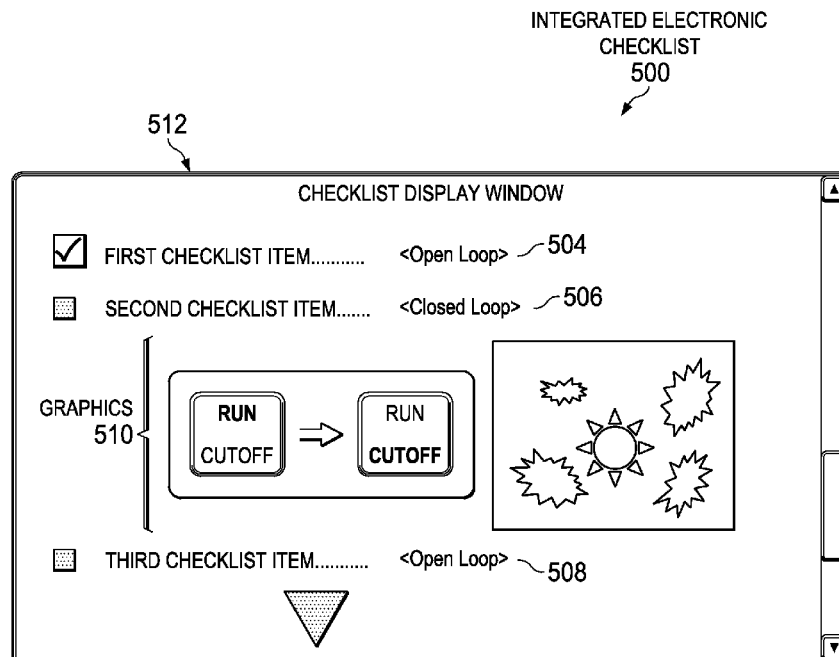 INTEGRATED ELECTRONIC
CHECKLIST
500
512
CHECKLIST DISPLAY WINDOW
FIRST CHECKLIST ITEM........... <Open Loop> 504
SECOND CHECKLIST ITEM....... <Closed Loop> 506
GRAPHICS
510
RUN
CUTOFF
RUN
CUTOFF
THIRD CHECKLIST ITEM........... <Open Loop> 508